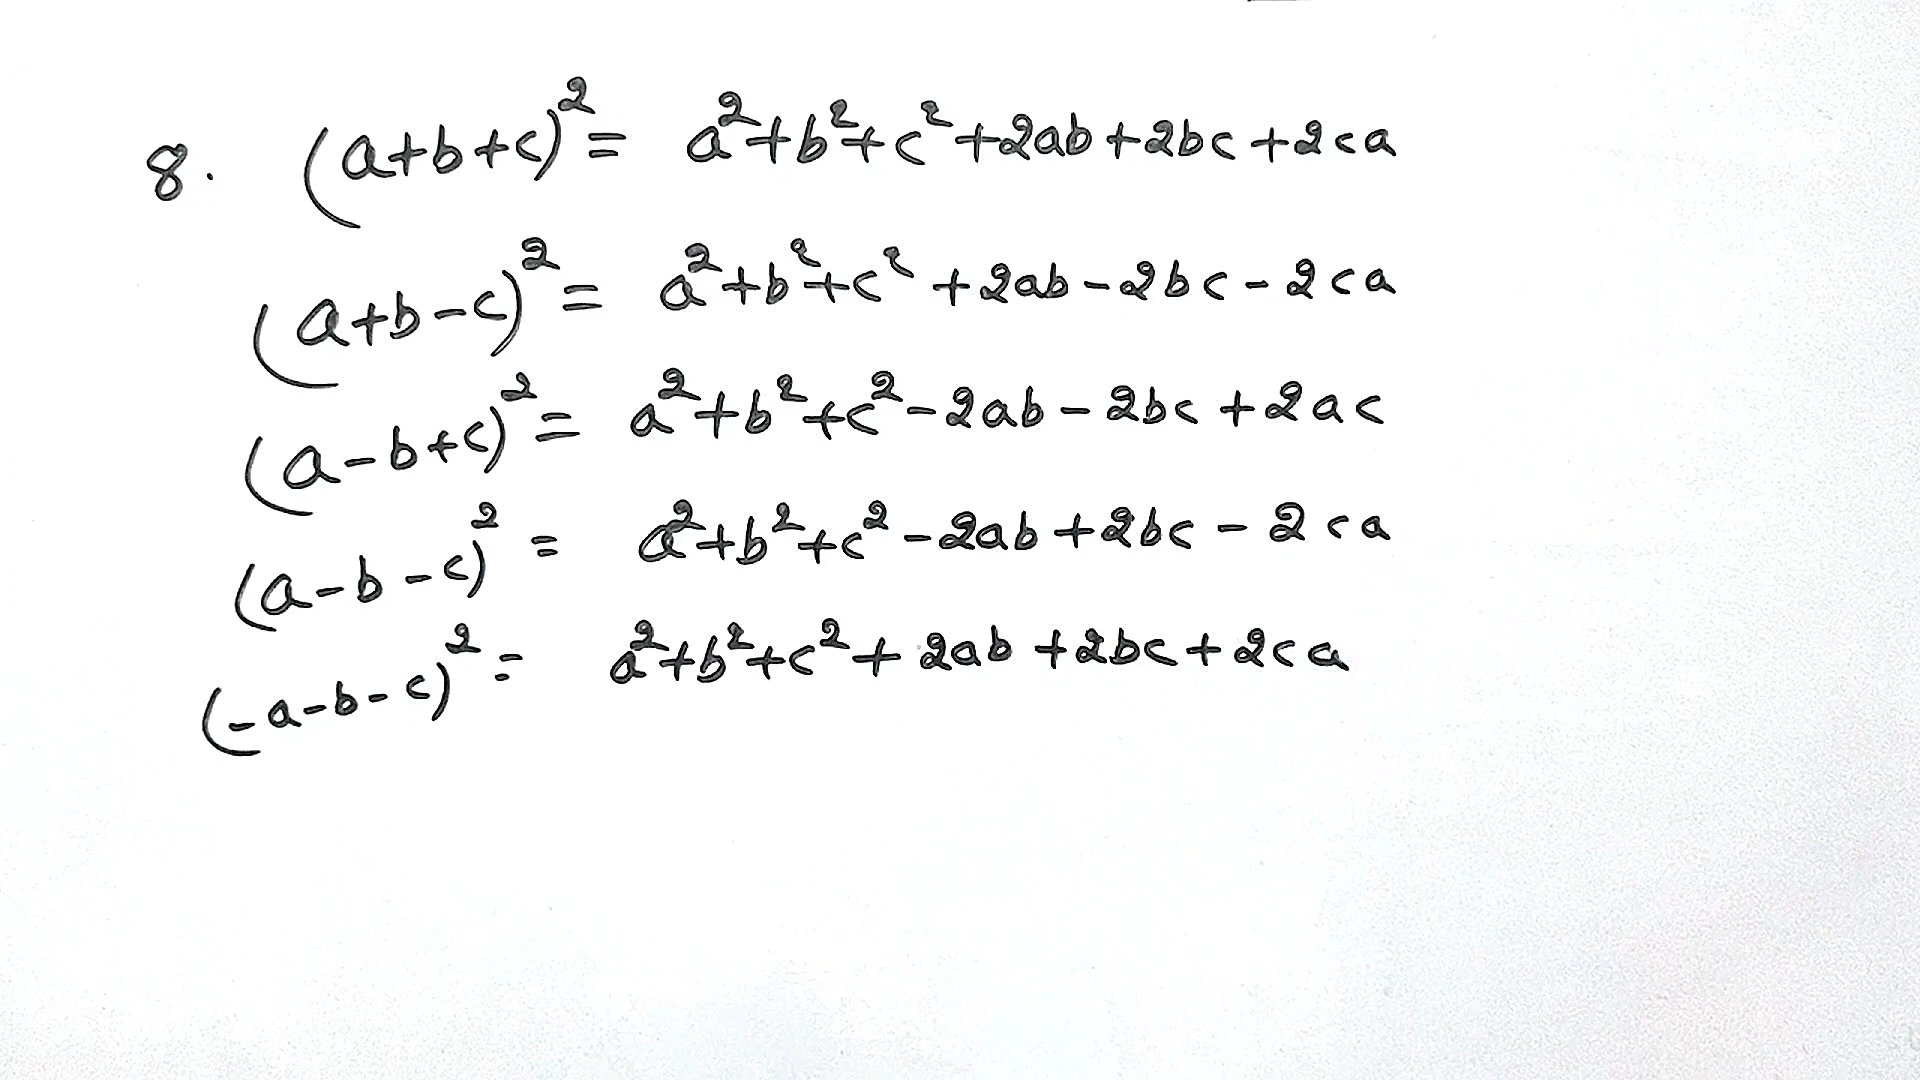 8. (a+b+c)² = a²+b²+c²+2ab+2bc+2ca
(a+b-c)² = a²+b²+c²+2ab-2bc-2ca
(a-b+c)² = a²+b²+c²-2ab-2bc+2ac
(a-b-c)² = a²+b²+c²-2ab+2bc-2ca
(-a-b-c)² = a²+b²+c²+2ab+2bc+2ca